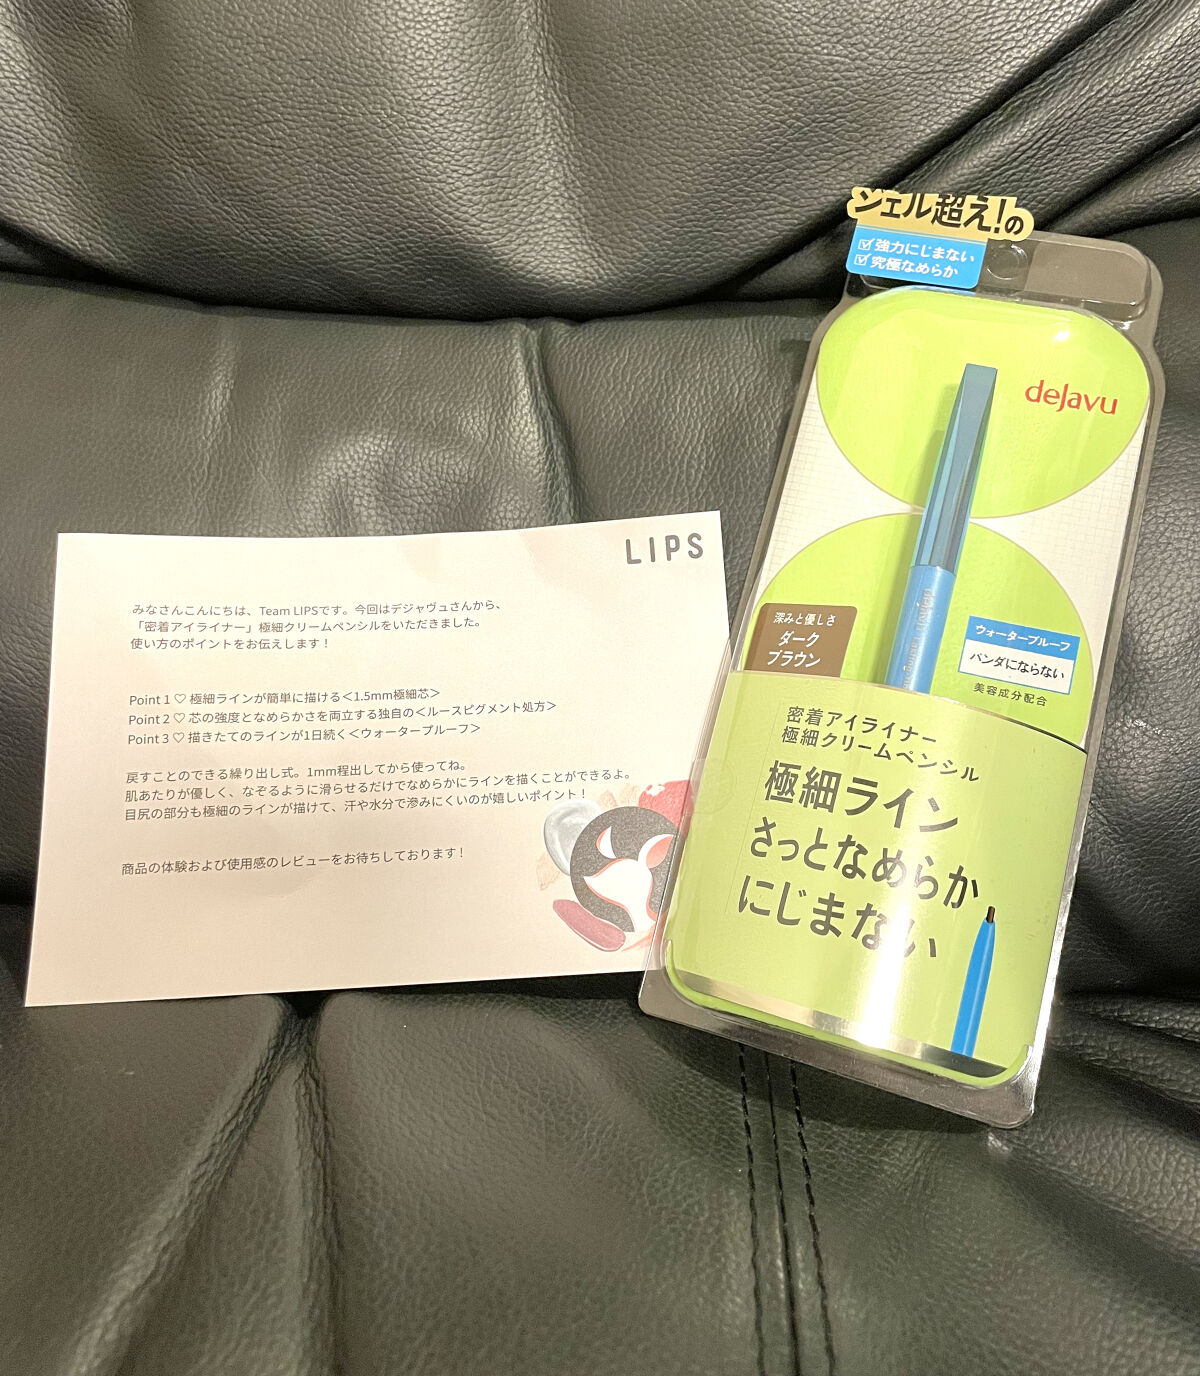 LIPS
みなさんこんにちは、Team LIPSです。今回はデジャヴュさんから、
「密着アイライナー」極細クリームペンシルをいただきました。
使い方のポイントをお伝えします！
Point 1 ♡ 極細ラインが簡単に描ける＜1.5mm極細芯＞
Point 2 ♡ 芯の強度となめらかさを両立する独自の＜ルースピグメント処方＞
Point 3 ♡ 描きたてのラインが1日続く＜ウォータープルーフ＞
戻すことのできる繰り出し式。1mm程出してから使ってね。
肌あたりが優しく、なぞるように滑らせるだけでなめらかにラインを描くことができるよ。
目尻の部分も極細のラインが描けて、汗や水分で滲みにくいのが嬉しいポイント！
商品の体験および使用感のレビューをお待ちしております！
ジェル超え！の
強力ににじまない
究極なめらか
dejavu
深みと優しさ
ダーク
ブラウン
ウォータープルーフ
パンダにならない
美容成分配合
密着アイライナー
極細クリームペンシル
極細ライン
さっとなめらか
にじまない